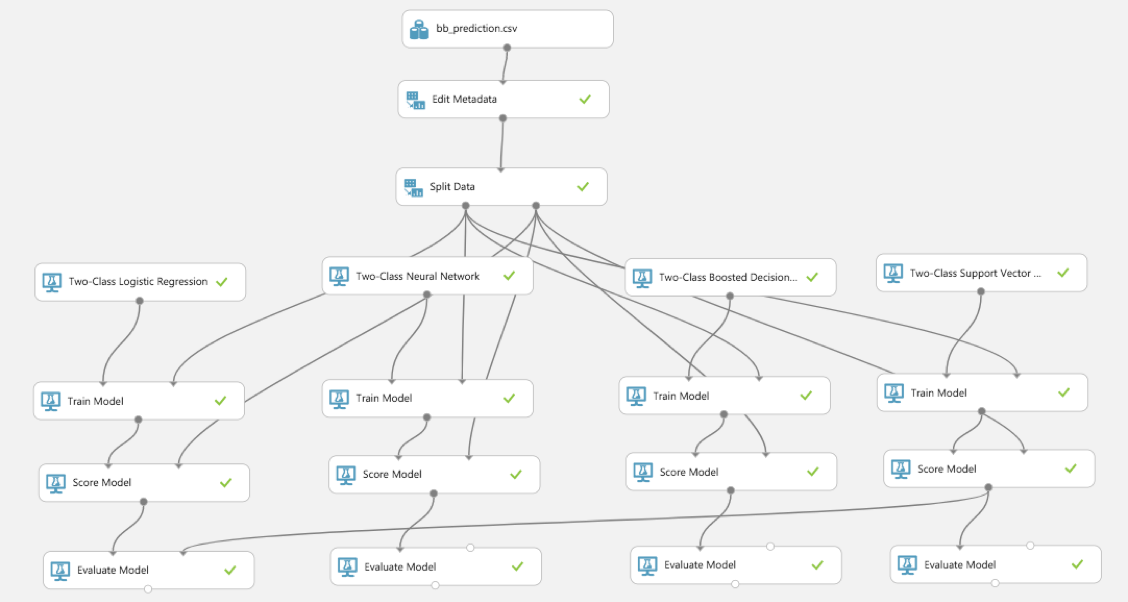 bb_prediction.csv
Edit Metadata
Split Data
Two-Class Logistic Regression
Two-Class Neural Network
Two-Class Boosted Decision...
Two-Class Support Vector ...
Train Model
Train Model
Train Model
Train Model
Score Model
Score Model
Score Model
Score Model
Evaluate Model
Evaluate Model
Evaluate Model
Evaluate Model